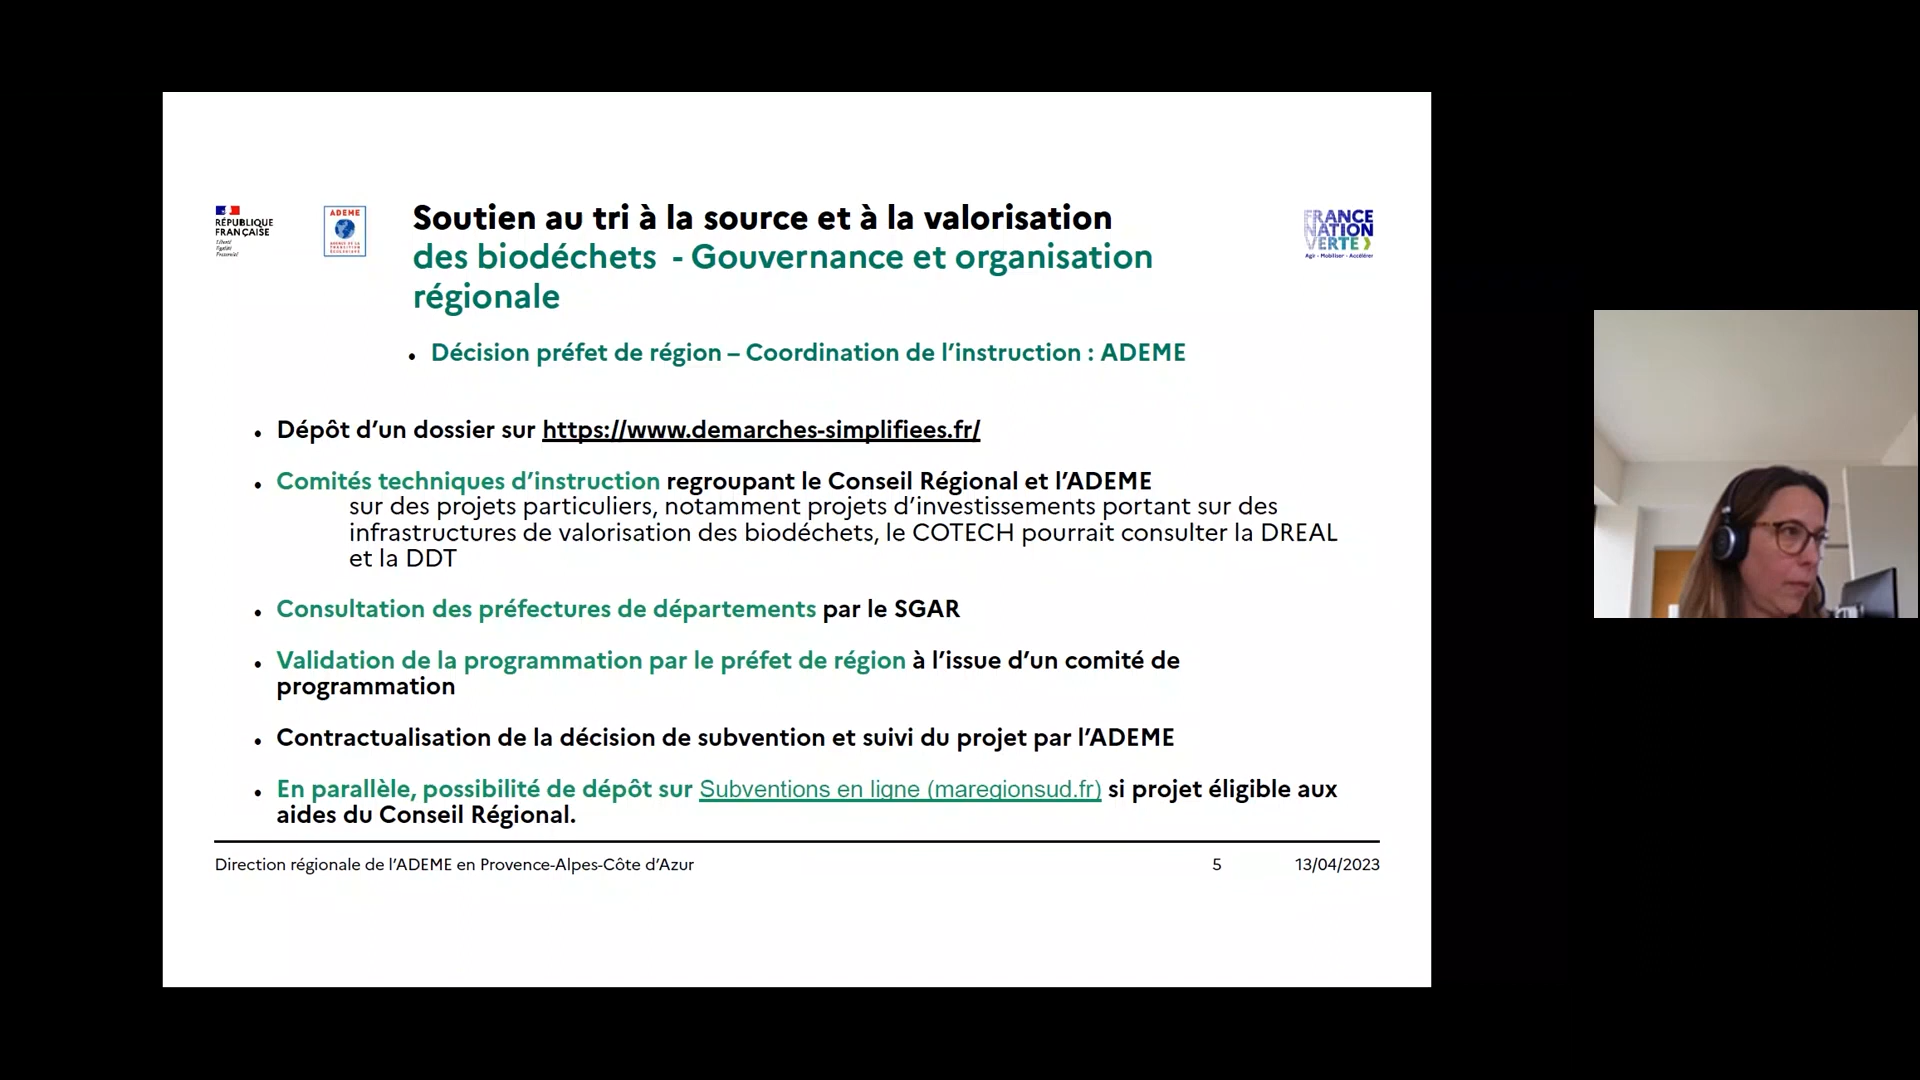 RÉPUBLIQUE
FRANÇAISE
Liberté
Égalité
Fraternité
ADEME
AGENCE DE LA
TRANSITION
ÉCOLOGIQUE
Soutien au tri à la source et à la valorisation
des biodéchets - Gouvernance et organisation
régionale
FRANCE
NATION
VERTE
Agir • Mobiliser • Accélérer
• Décision préfet de région – Coordination de l’instruction : ADEME
• Dépôt d’un dossier sur https://www.demarches-simplifiees.fr/
• Comités techniques d’instruction regroupant le Conseil Régional et l’ADEME
sur des projets particuliers, notamment projets d’investissements portant sur des
infrastructures de valorisation des biodéchets, le COTECH pourrait consulter la DREAL
et la DDT
• Consultation des préfectures de départements par le SGAR
• Validation de la programmation par le préfet de région à l’issue d’un comité de
programmation
• Contractualisation de la décision de subvention et suivi du projet par l’ADEME
• En parallèle, possibilité de dépôt sur Subventions en ligne (maregionsud.fr) si projet éligible aux
aides du Conseil Régional.
Direction régionale de l’ADEME en Provence-Alpes-Côte d’Azur 5 13/04/2023